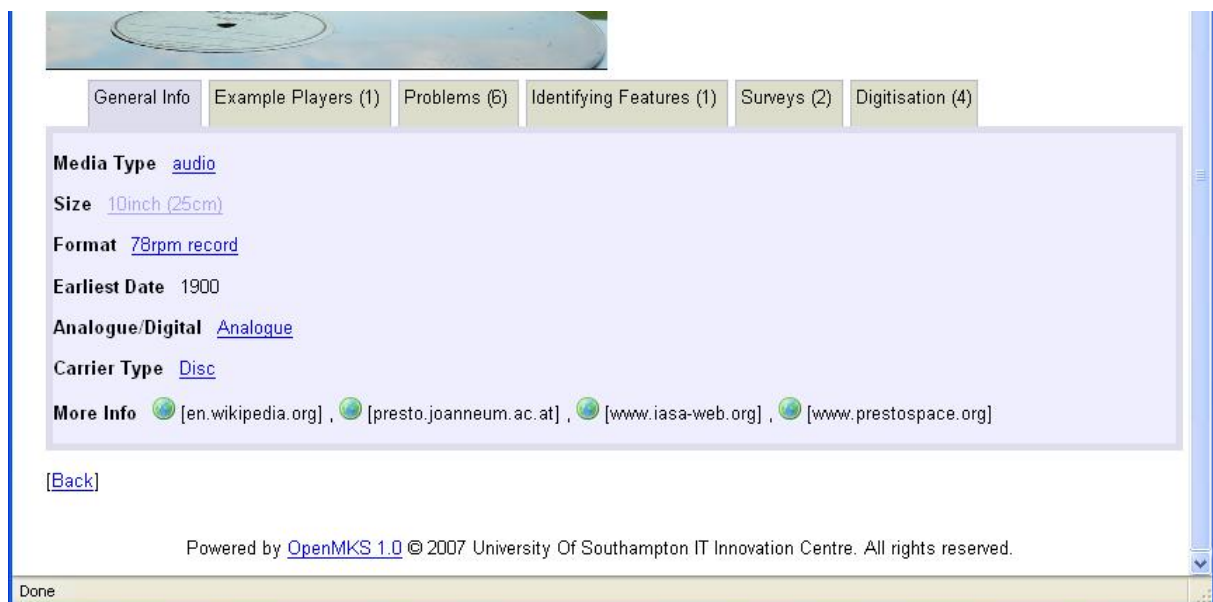 General Info Example Players (1) Problems (6) Identifying Features (1) Surveys (2) Digitisation (4)
Media Type audio
Size 10inch (25cm)
Format 78rpm record
Earliest Date 1900
Analogue/Digital Analogue
Carrier Type Disc
More Info [en.wikipedia.org] , [presto.joanneum.ac.at] , [www.iasa-web.org] , [www.prestospace.org]
[Back]
Powered by OpenMKS 1.0 © 2007 University Of Southampton IT Innovation Centre. All rights reserved.
Done